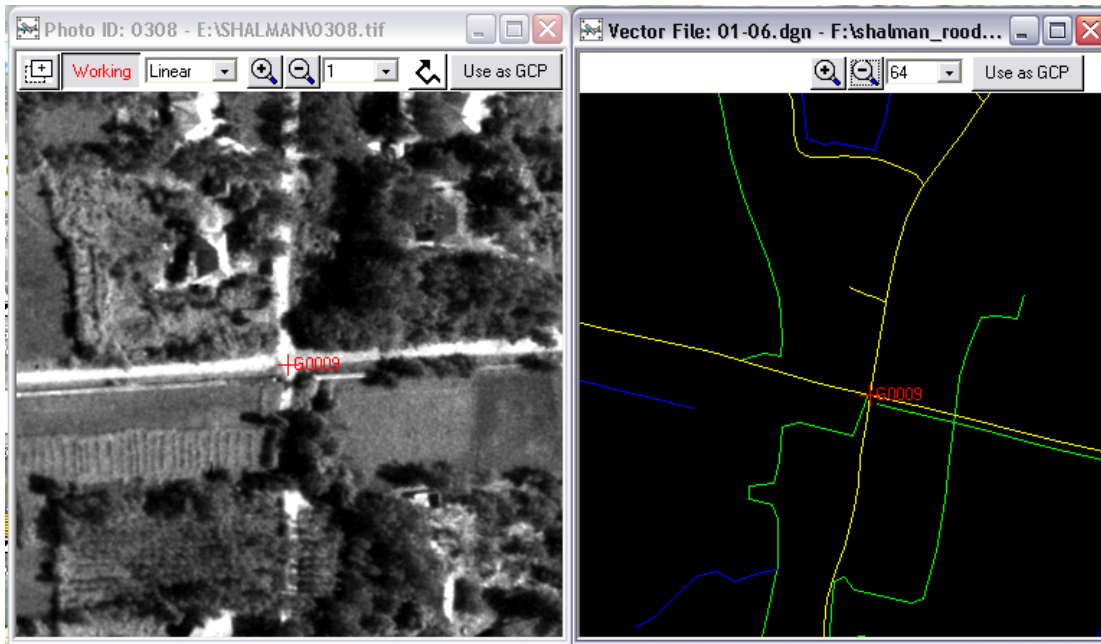 Photo ID: 0308 - E:\SHALMAN\0308.tif
Working Linear 1 Use as GCP
G0009
Vector File: 01-06.dgn - F:\shalman_rood...
64 Use as GCP
G0009